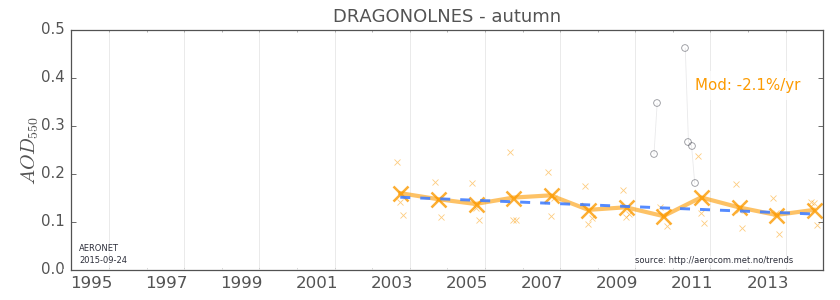 DRAGONOLNES - autumn
0.5
0.4
0.3
0.2
0.1
0.0
AOD550
Mod: -2.1%/yr
AERONET
2015-09-24
source: http://aerocom.met.no/trends
1995 1997 1999 2001 2003 2005 2007 2009 2011 2013